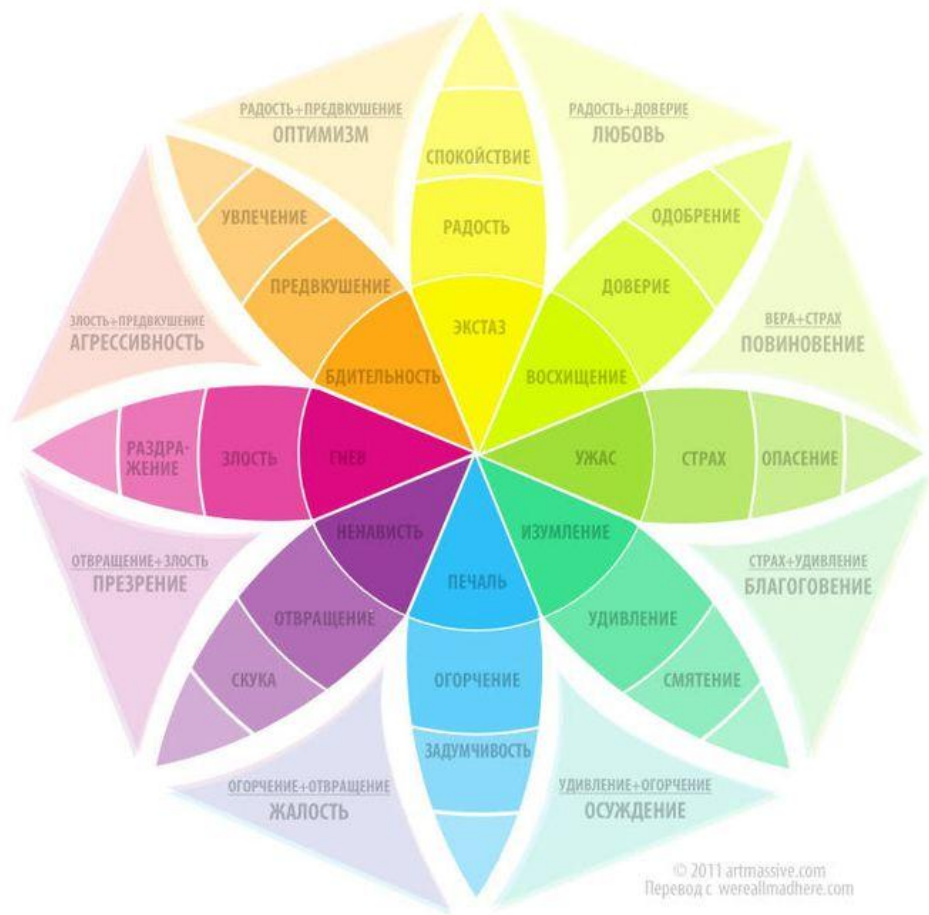 РАДОСТЬ+ПРЕДВКУШЕНИЕ
ОПТИМИЗМ
РАДОСТЬ+ДОВЕРИЕ
ЛЮБОВЬ
СПОКОЙСТВИЕ
УВЛЕЧЕНИЕ
ОДОБРЕНИЕ
РАДОСТЬ
ПРЕДВКУШЕНИЕ
ДОВЕРИЕ
ЗЛОСТЬ+ПРЕДВКУШЕНИЕ
АГРЕССИВНОСТЬ
ЭКСТАЗ
ВЕРА+СТРАХ
ПОВИНОВЕНИЕ
БДИТЕЛЬНОСТЬ
ВОСХИЩЕНИЕ
РАЗДРА-
ЖЕНИЕ
ЗЛОСТЬ
ГНЕВ
УЖАС
СТРАХ
ОПАСЕНИЕ
НЕНАВИСТЬ
ИЗУМЛЕНИЕ
ОТВРАЩЕНИЕ+ЗЛОСТЬ
ПРЕЗРЕНИЕ
ПЕЧАЛЬ
СТРАХ+УДИВЛЕНИЕ
БЛАГОГОВЕНИЕ
ОТВРАЩЕНИЕ
УДИВЛЕНИЕ
СКУКА
ОГОРЧЕНИЕ
СМЯТЕНИЕ
ЗАДУМЧИВОСТЬ
ОГОРЧЕНИЕ+ОТВРАЩЕНИЕ
ЖАЛОСТЬ
УДИВЛЕНИЕ+ОГОРЧЕНИЕ
ОСУЖДЕНИЕ
© 2011 artmassive.com
Перевод с wereallmadhere.com